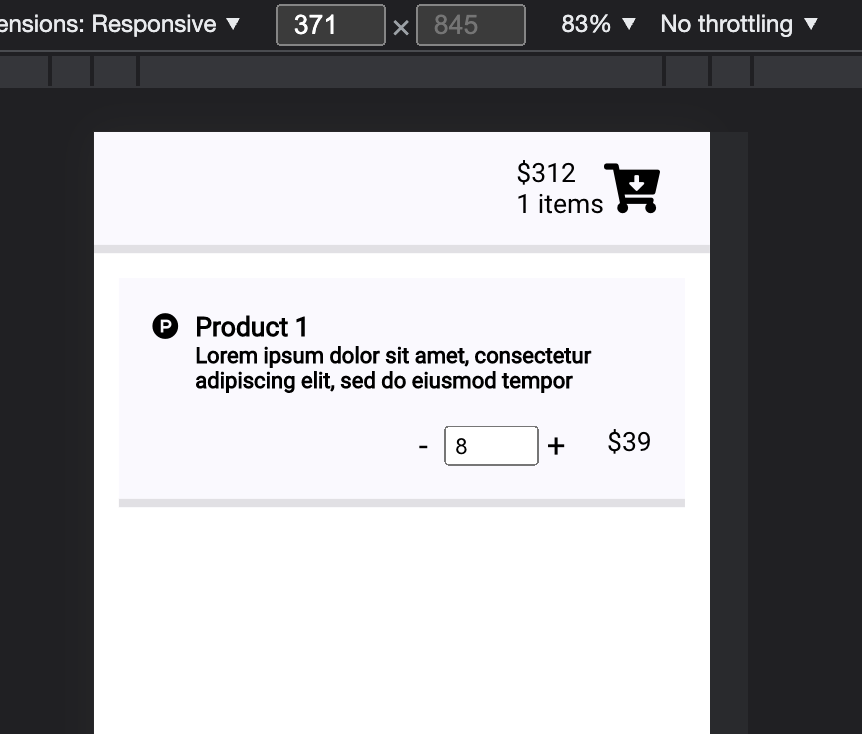 ensions: Responsive ▼ 371 × 845 83% ▼ No throttling ▼
$312
1 items
P Product 1
Lorem ipsum dolor sit amet, consectetur
adipiscing elit, sed do eiusmod tempor
- 8 + $39